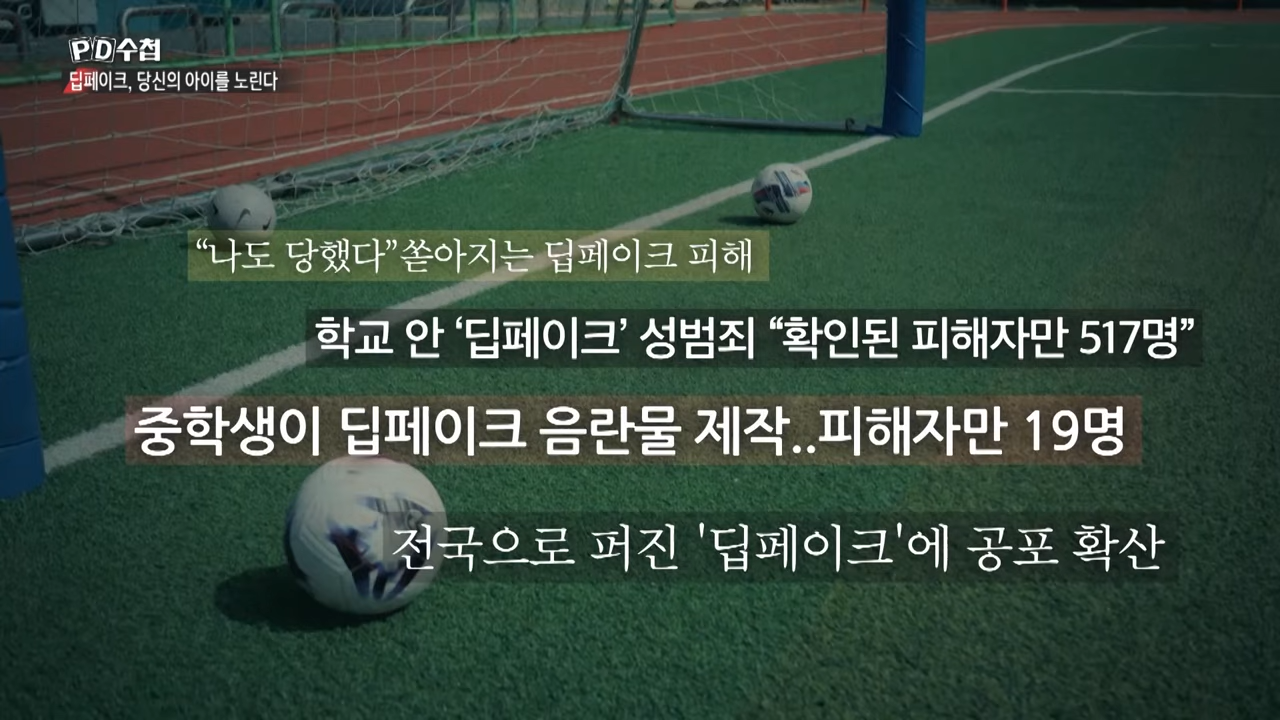 PD수첩
딥페이크, 당신의 아이를 노린다
“나도 당했다”쏟아지는 딥페이크 피해
학교 안 ‘딥페이크’ 성범죄 “확인된 피해자만 517명”
중학생이 딥페이크 음란물 제작..피해자만 19명
전국으로 퍼진 '딥페이크'에 공포 확산